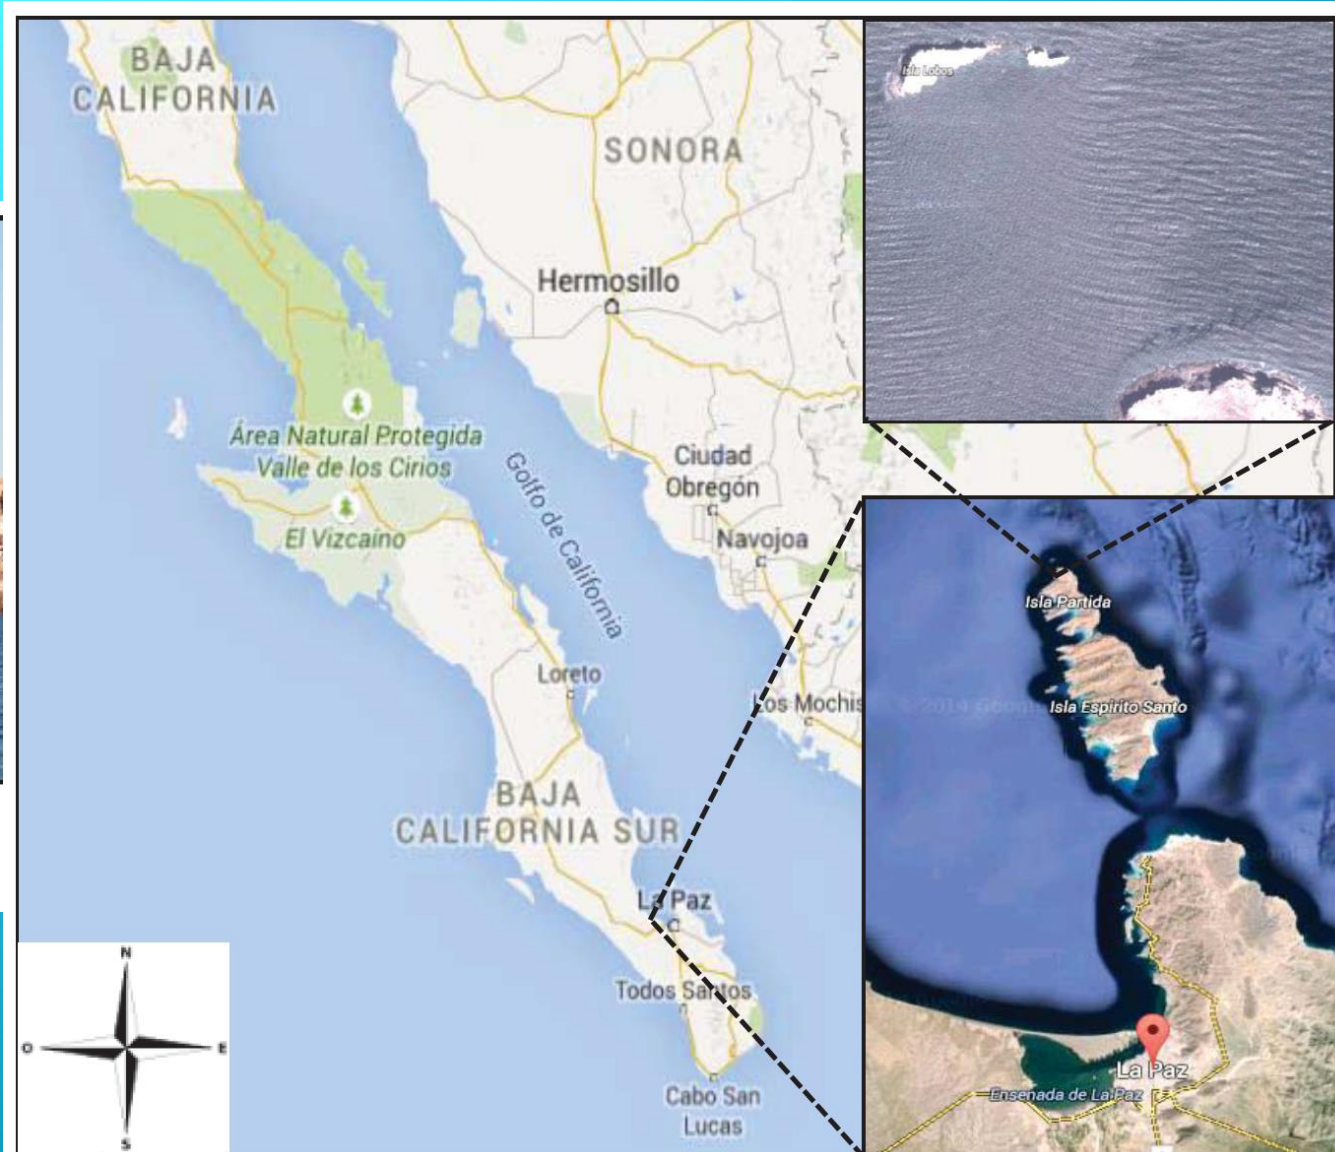 BAJA
CALIFORNIA
SONORA
Isla Lobos
Hermosillo
Área Natural Protegida
Valle de los Cirios
El Vizcaíno
Golfo de California
Ciudad
Obregón
Navojoa
Loreto
Los Mochis
BAJA
CALIFORNIA SUR
La Paz
Todos Santos
Cabo San
Lucas
N
O
E
S
Isla Partida
Isla Espirito Santo
La Paz
Ensenada de La Paz